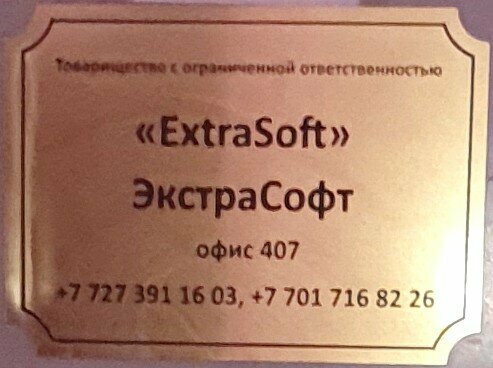 Товарищество с ограниченной ответственностью
«ExtraSoft»
ЭкстраСофт
офис 407
+7 727 391 16 03, +7 701 716 82 26